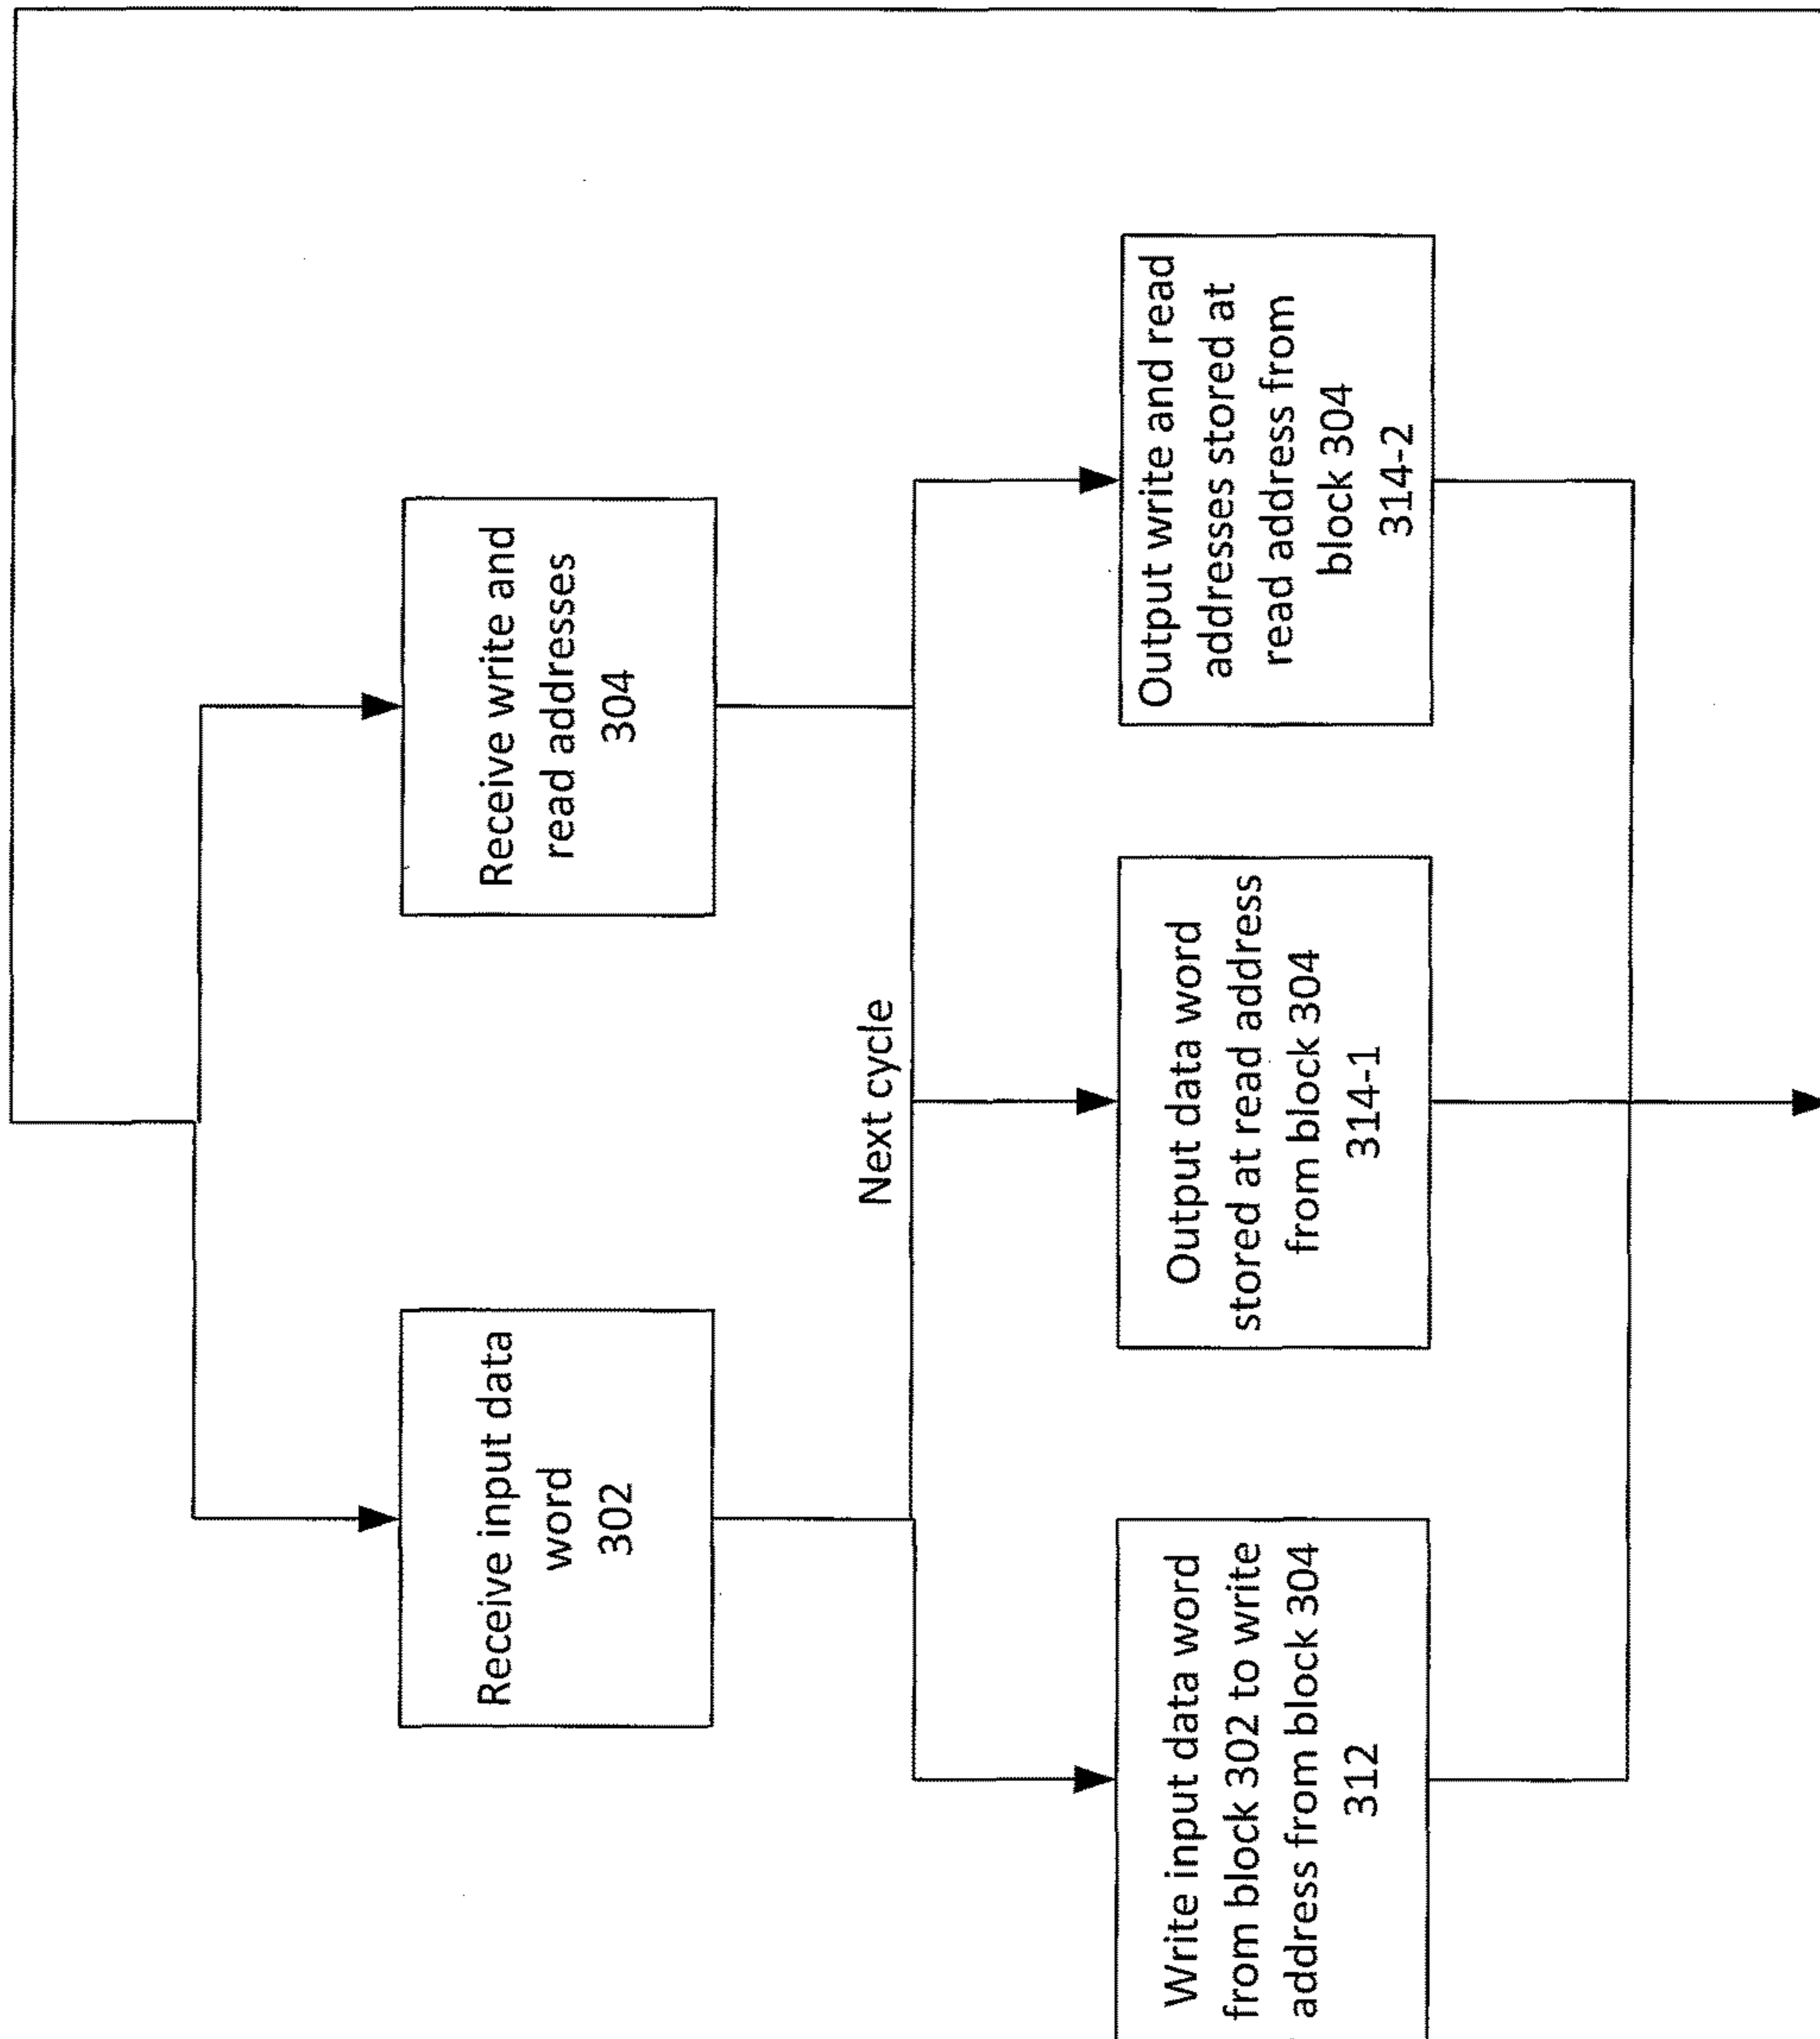 Receive input data
word
302
Receive write and
read addresses
304
Next cycle
Write input data word
from block 302 to write
address from block 304
312
Output data word
stored at read address
from block 304
314-1
Output write and read
addresses stored at
read address from
block 304
314-2